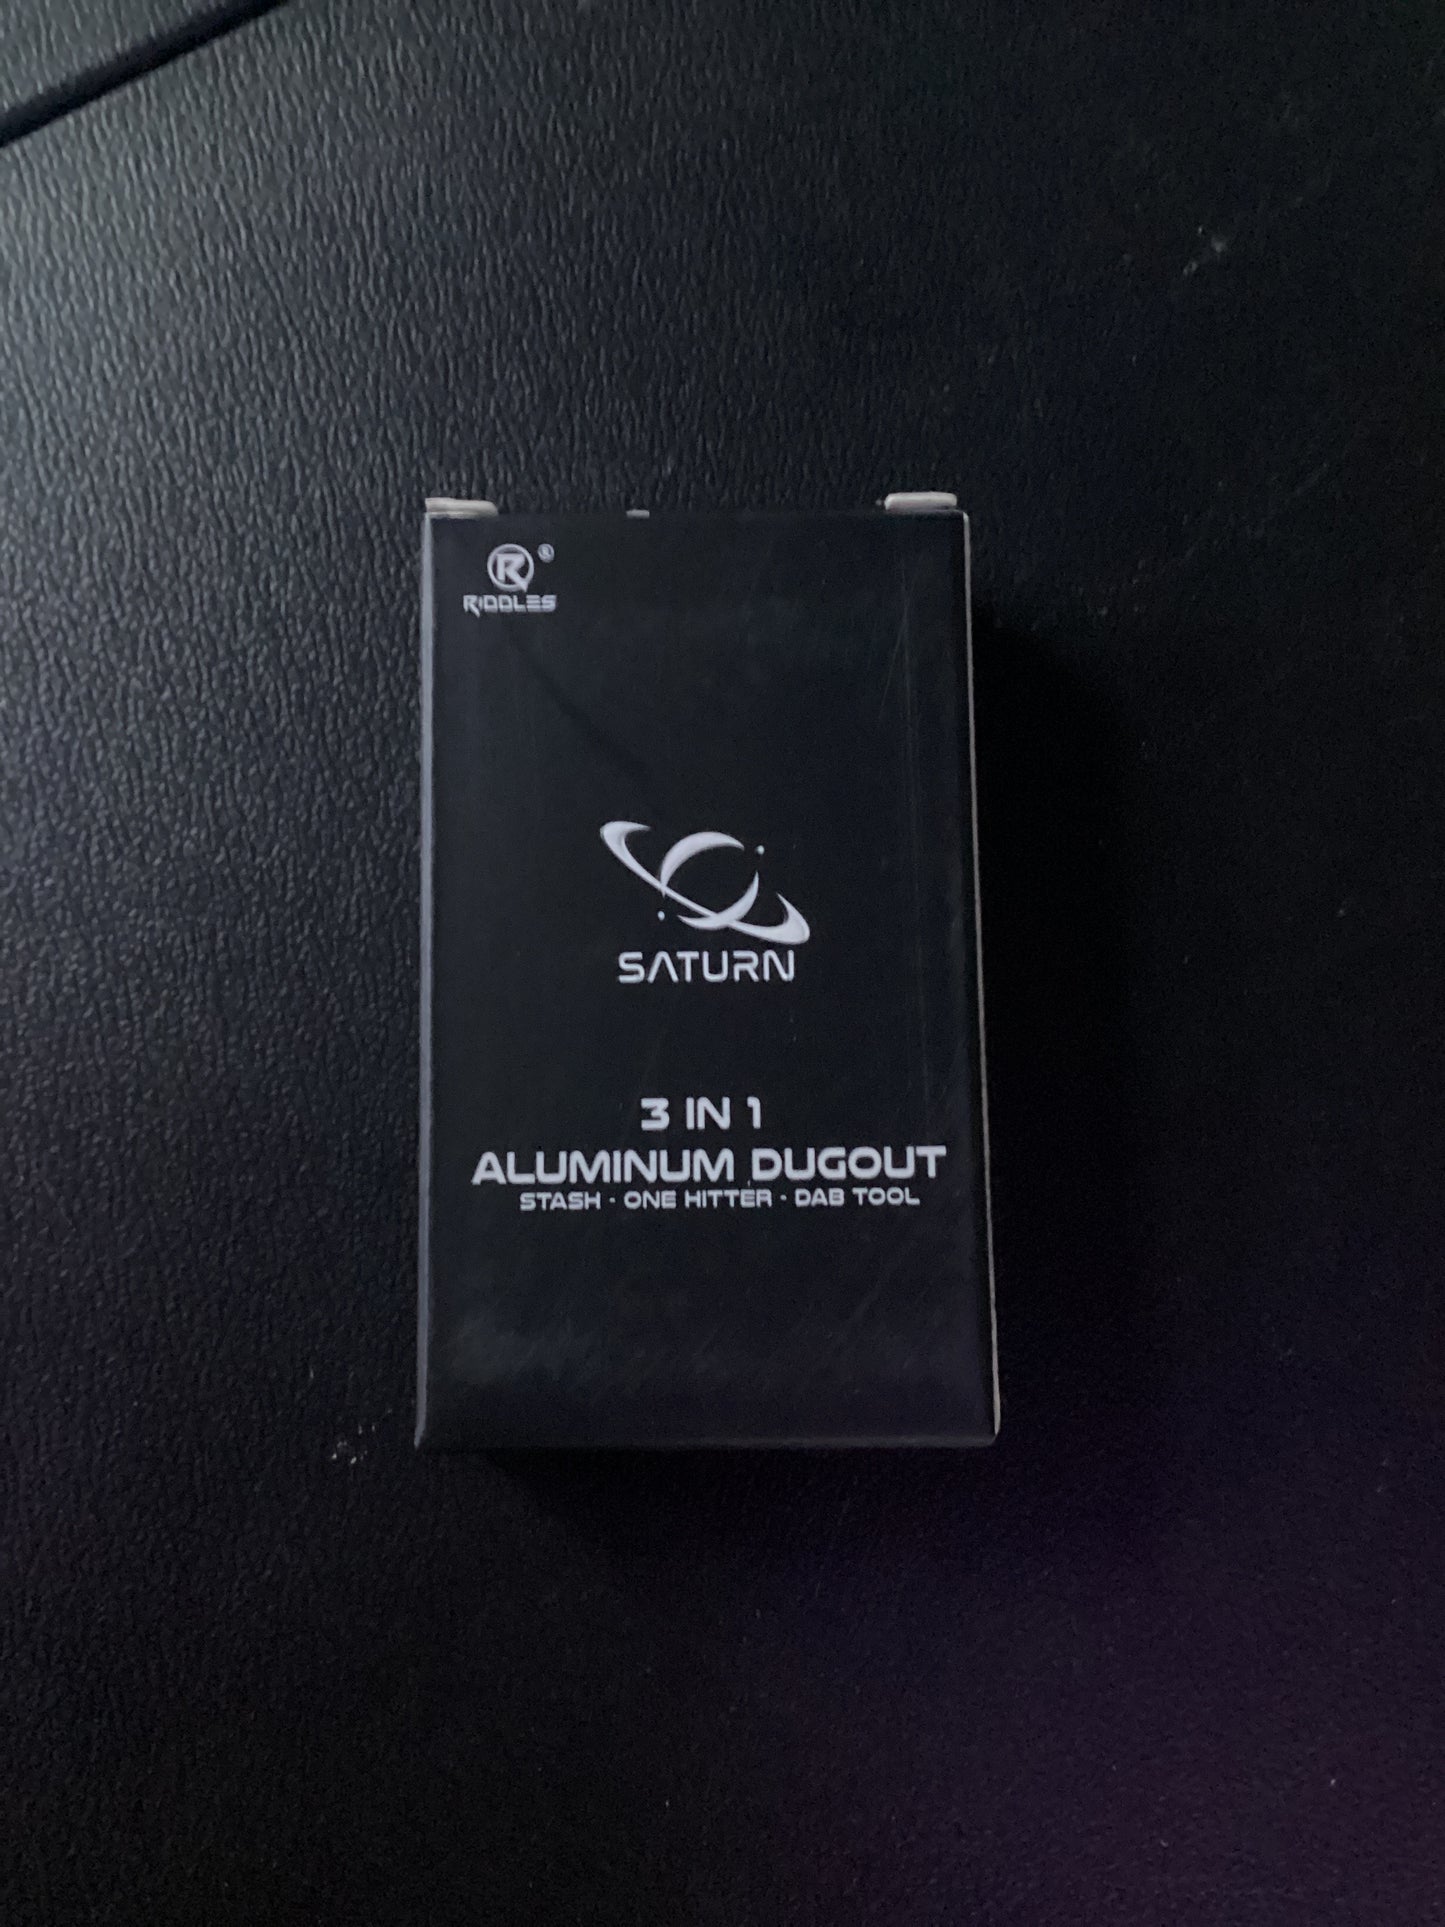 R ®
RIDDLES
SATURN
3 IN 1
ALUMINUM DUGOUT
STASH · ONE HITTER · DAB TOOL